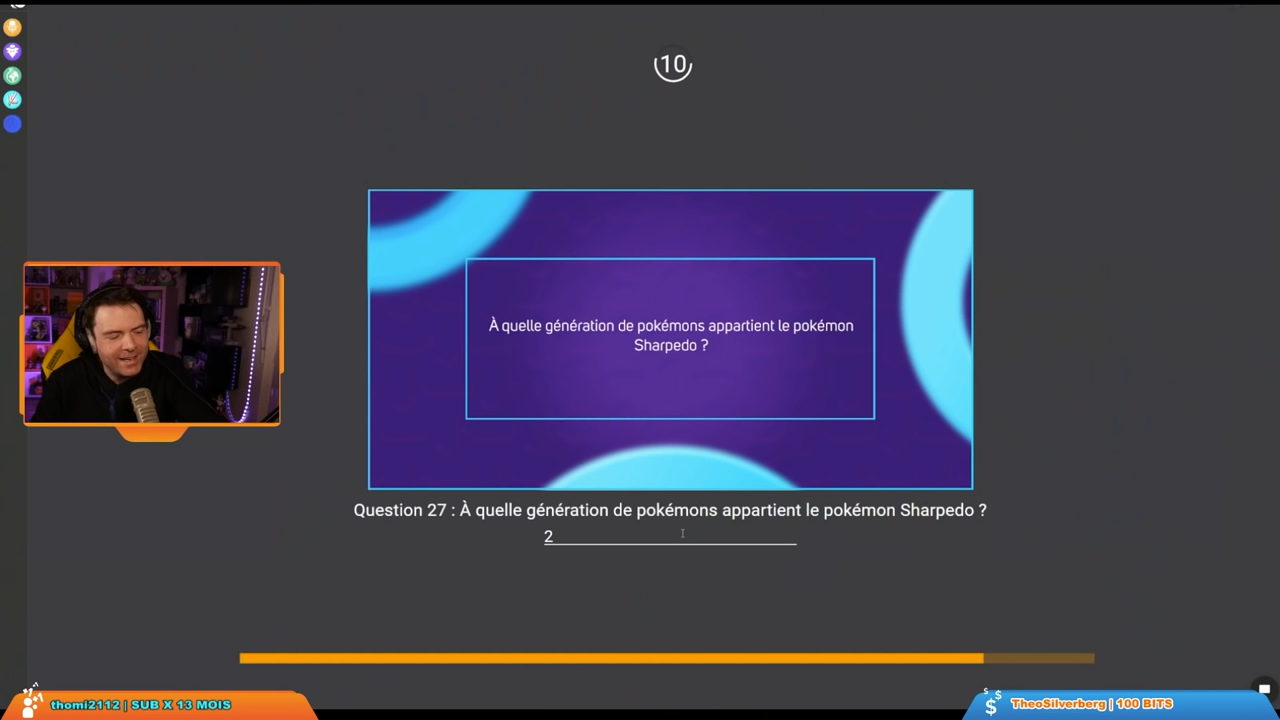 10
À quelle génération de pokémons appartient le pokémon
Sharpedo ?
Question 27 : À quelle génération de pokémons appartient le pokémon Sharpedo ?
2
thomi2112 | SUB X 13 MOIS
TheoSilverberg | 100 BITS